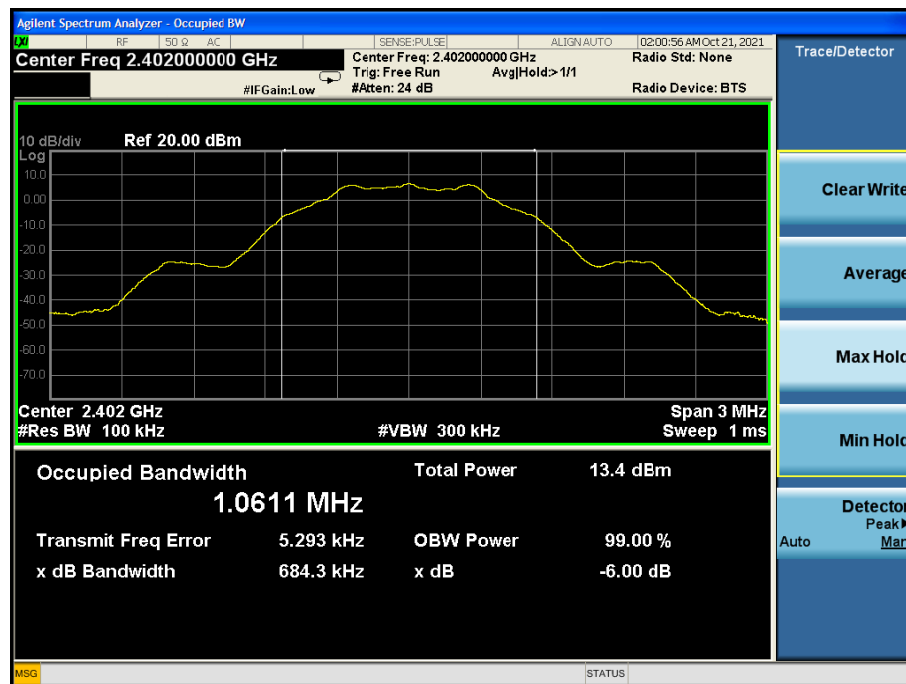 Agilent Spectrum Analyzer - Occupied BW
LXI RF 50 Ω AC SENSE:PULSE ALIGN AUTO 02:00:56 AM Oct 21, 2021
Center Freq 2.402000000 GHz
Center Freq: 2.402000000 GHz
Radio Std: None
Trig: Free Run Avg|Hold:>1/1
#IFGain:Low
#Atten: 24 dB
Radio Device: BTS
10 dB/div Ref 20.00 dBm
Log
10.0
0.00
-10.0
-20.0
-30.0
-40.0
-50.0
-60.0
-70.0
Center 2.402 GHz Span 3 MHz
#Res BW 100 kHz #VBW 300 kHz Sweep 1 ms
Occupied Bandwidth Total Power 13.4 dBm
1.0611 MHz
Transmit Freq Error 5.293 kHz OBW Power 99.00 %
x dB Bandwidth 684.3 kHz x dB -6.00 dB
MSG STATUS
Trace/Detector
Clear Write
Average
Max Hold
Min Hold
Detector
Peak
Auto Man